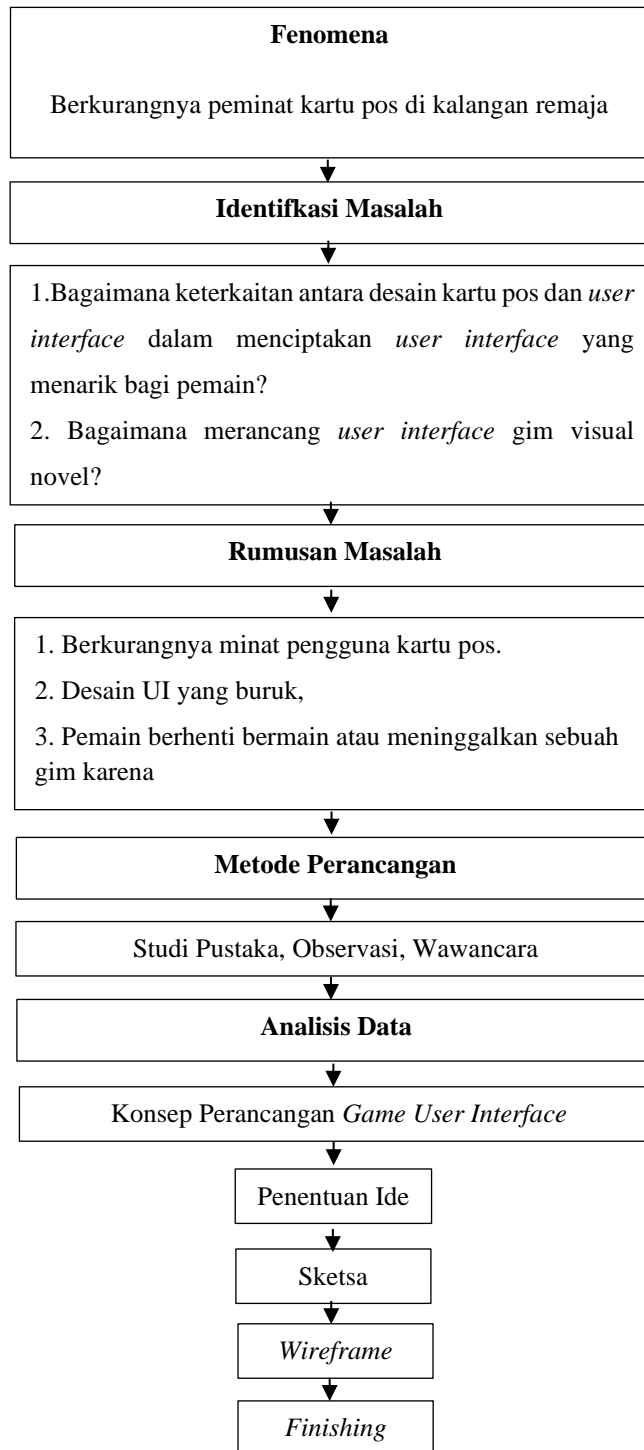 Fenomena
Berkurangnya peminat kartu pos di kalangan remaja
Identifkasi Masalah
1.Bagaimana keterkaitan antara desain kartu pos dan user
interface dalam menciptakan user interface yang
menarik bagi pemain?
2. Bagaimana merancang user interface gim visual
novel?
Rumusan Masalah
1. Berkurangnya minat pengguna kartu pos.
2. Desain UI yang buruk,
3. Pemain berhenti bermain atau meninggalkan sebuah
gim karena
Metode Perancangan
Studi Pustaka, Observasi, Wawancara
Analisis Data
Konsep Perancangan Game User Interface
Penentuan Ide
Sketsa
Wireframe
Finishing